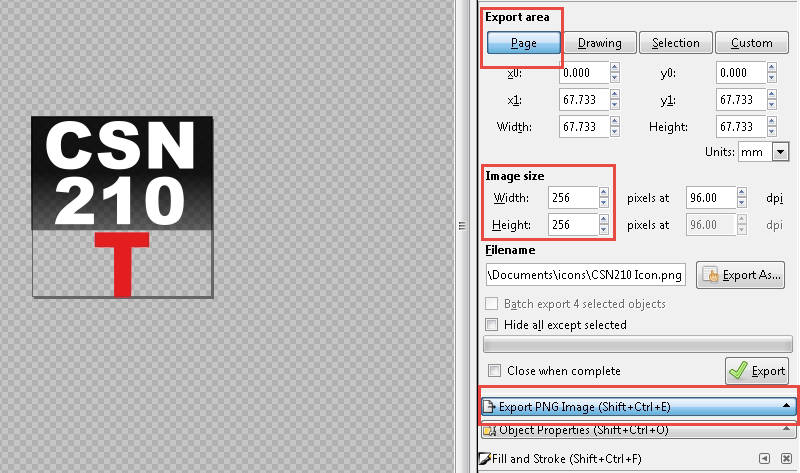 CSN
210
T
Export area
Page Drawing Selection Custom
x0: 0.000 y0: 0.000
x1: 67.733 y1: 67.733
Width: 67.733 Height: 67.733
Units: mm
Image size
Width: 256 pixels at 96.00 dpi
Height: 256 pixels at 96.00 dpi
Filename
\Documents\icons\CSN210 Icon.png Export As...
Batch export 4 selected objects
Hide all except selected
Close when complete Export
Export PNG Image (Shift+Ctrl+E)
Object Properties (Shift+Ctrl+O)
Fill and Stroke (Shift+Ctrl+F)